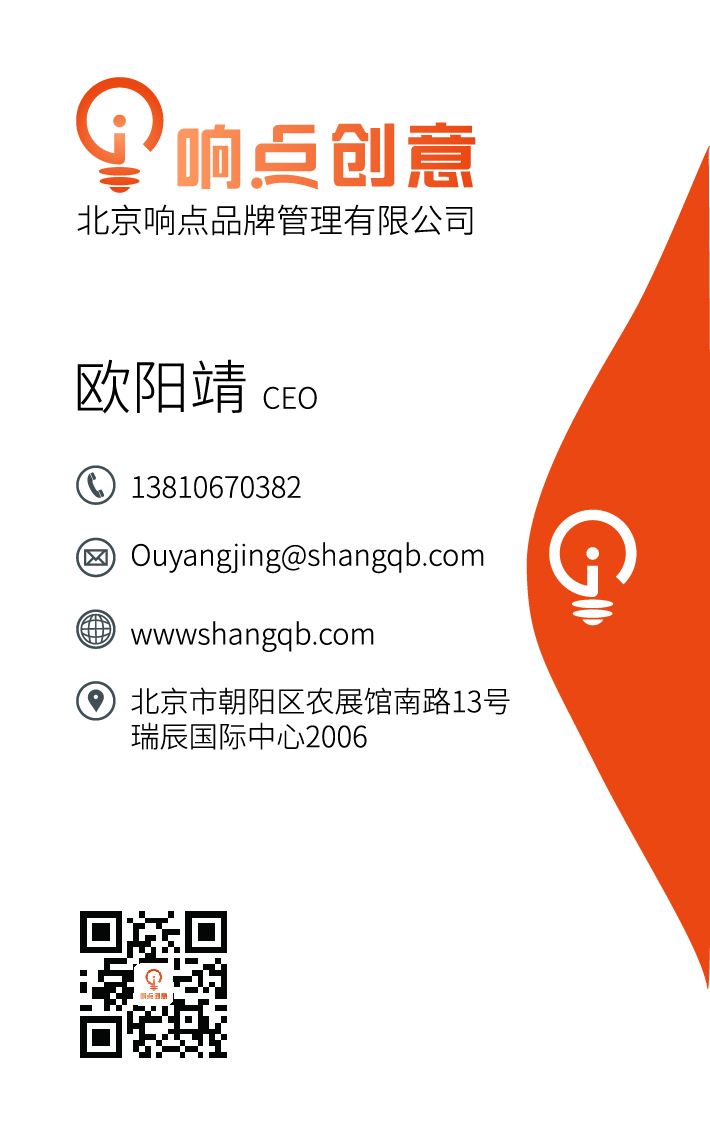 响点创意
北京响点品牌管理有限公司
欧阳靖 CEO
13810670382
Ouyangjing@shangqb.com
wwwshangqb.com
北京市朝阳区农展馆南路13号
瑞辰国际中心2006
响点创意